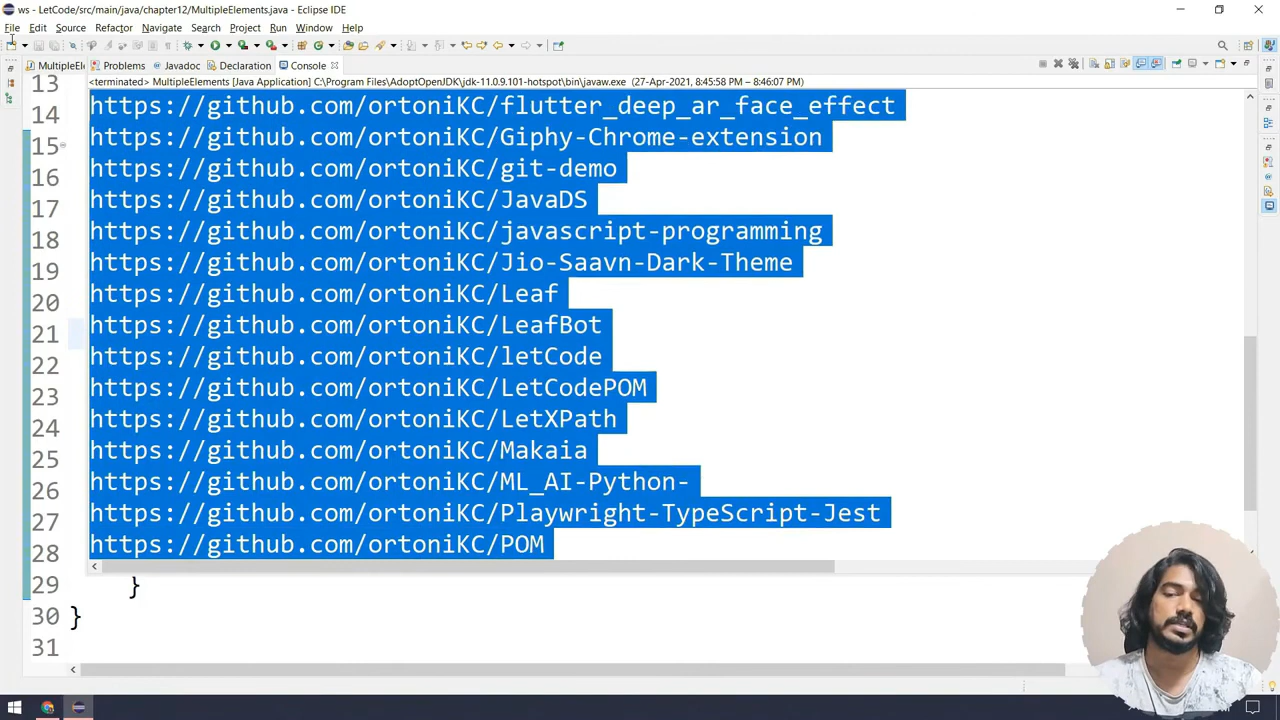 ws - LetCode/src/main/java/chapter12/MultipleElements.java - Eclipse IDE
File Edit Source Refactor Navigate Search Project Run Window Help
MultipleEl Problems Javadoc Declaration Console
<terminated> MultipleElements [Java Application] C:\Program Files\AdoptOpenJDK\jdk-11.0.9.101-hotspot\bin\javaw.exe (27-Apr-2021, 8:45:58 PM – 8:46:07 PM)
13
14 https://github.com/ortoniKC/flutter_deep_ar_face_effect
15 https://github.com/ortoniKC/Giphy-Chrome-extension
16 https://github.com/ortoniKC/git-demo
17 https://github.com/ortoniKC/JavaDS
18 https://github.com/ortoniKC/javascript-programming
19 https://github.com/ortoniKC/Jio-Saavn-Dark-Theme
20 https://github.com/ortoniKC/Leaf
21 https://github.com/ortoniKC/LeafBot
22 https://github.com/ortoniKC/letCode
23 https://github.com/ortoniKC/LetCodePOM
24 https://github.com/ortoniKC/LetXPath
25 https://github.com/ortoniKC/Makaia
26 https://github.com/ortoniKC/ML_AI-Python-
27 https://github.com/ortoniKC/Playwright-TypeScript-Jest
28 https://github.com/ortoniKC/POM
29 }
30 }
31